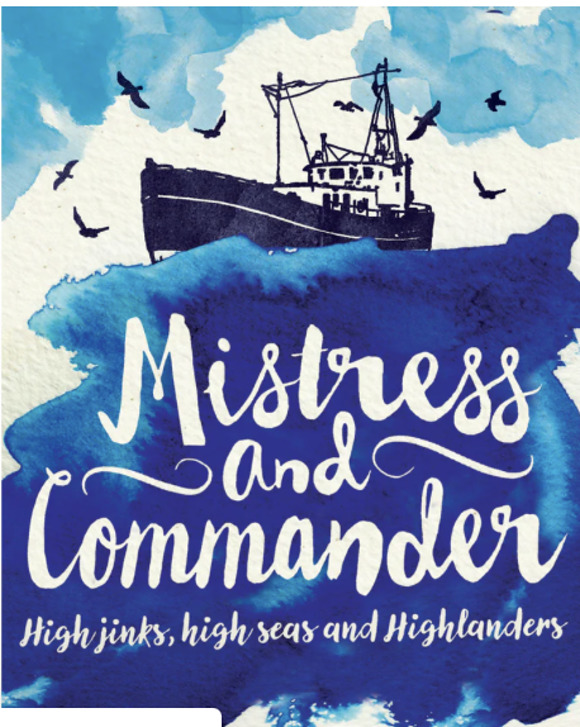 Mistress
and
Commander
High jinks, high seas and Highlanders